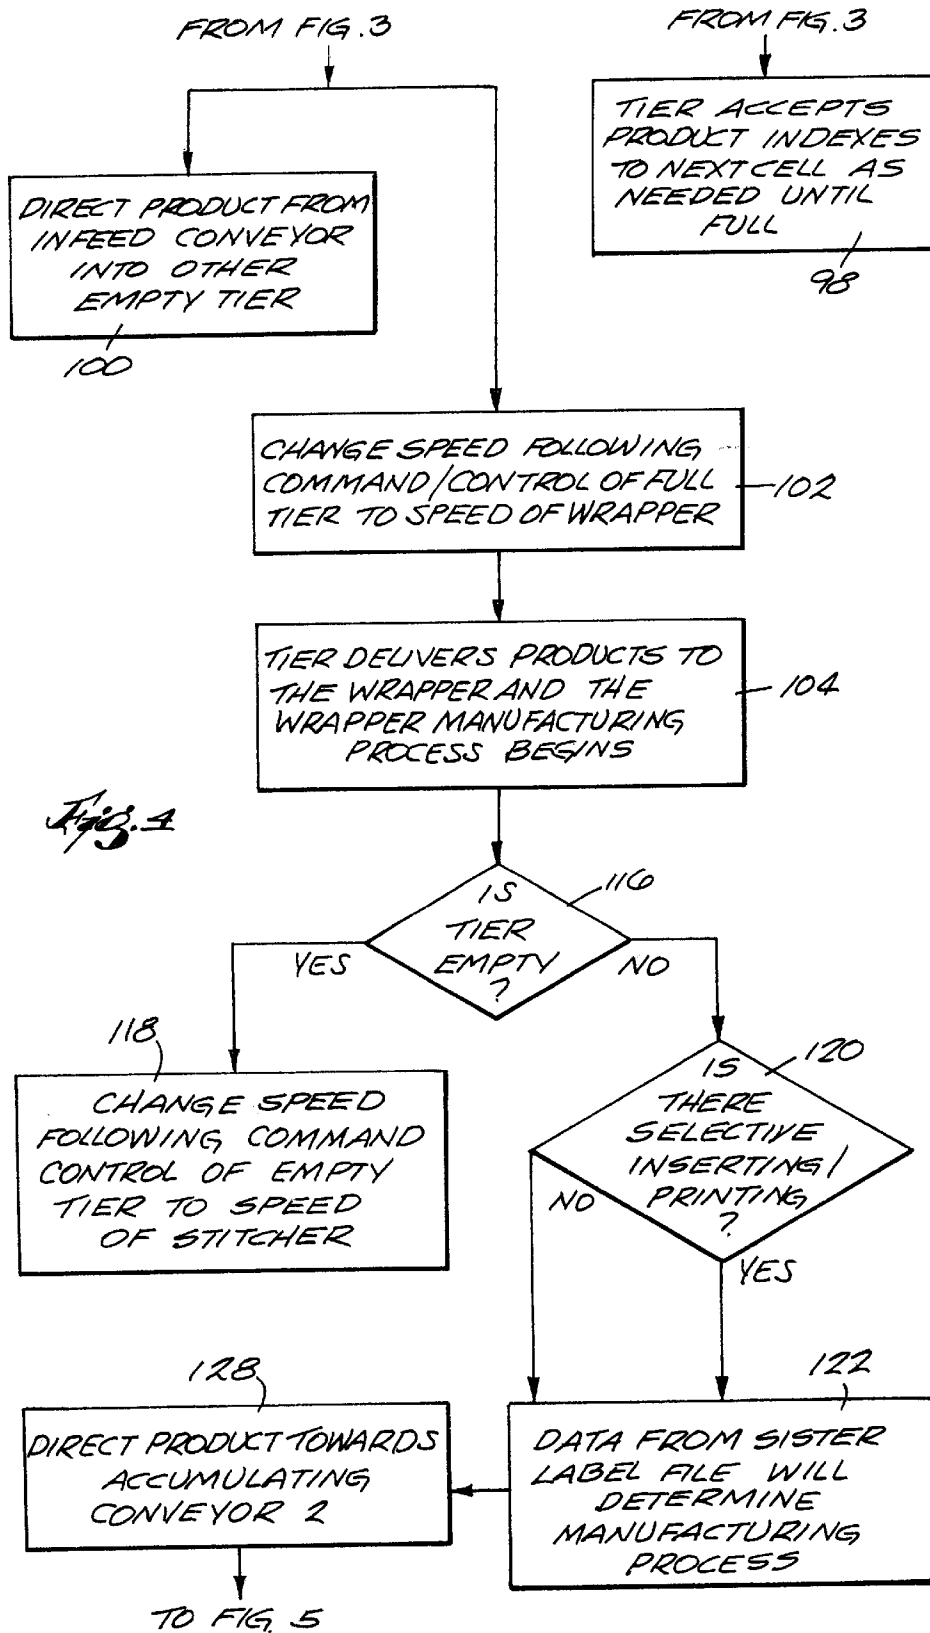 FROM FIG.3
FROM FIG.3
TIER ACCEPTS
PRODUCT INDEXES
TO NEXT CELL AS
NEEDED UNTIL
FULL
98
DIRECT PRODUCT FROM
INFEED CONVEYOR
INTO OTHER
EMPTY TIER
100
CHANGE SPEED FOLLOWING
COMMAND/CONTROL OF FULL
TIER TO SPEED OF WRAPPER
102
TIER DELIVERS PRODUCTS TO
THE WRAPPER AND THE
WRAPPER MANUFACTURING
PROCESS BEGINS
104
Fig. 4
IS
TIER
EMPTY
?
116
YES
NO
118
CHANGE SPEED
FOLLOWING COMMAND
CONTROL OF EMPTY
TIER TO SPEED
OF STITCHER
IS
THERE
SELECTIVE
INSERTING/
PRINTING
?
120
NO
YES
128
DIRECT PRODUCT TOWARDS
ACCUMULATING
CONVEYOR 2
122
DATA FROM SISTER
LABEL FILE WILL
DETERMINE
MANUFACTURING
PROCESS
TO FIG. 5